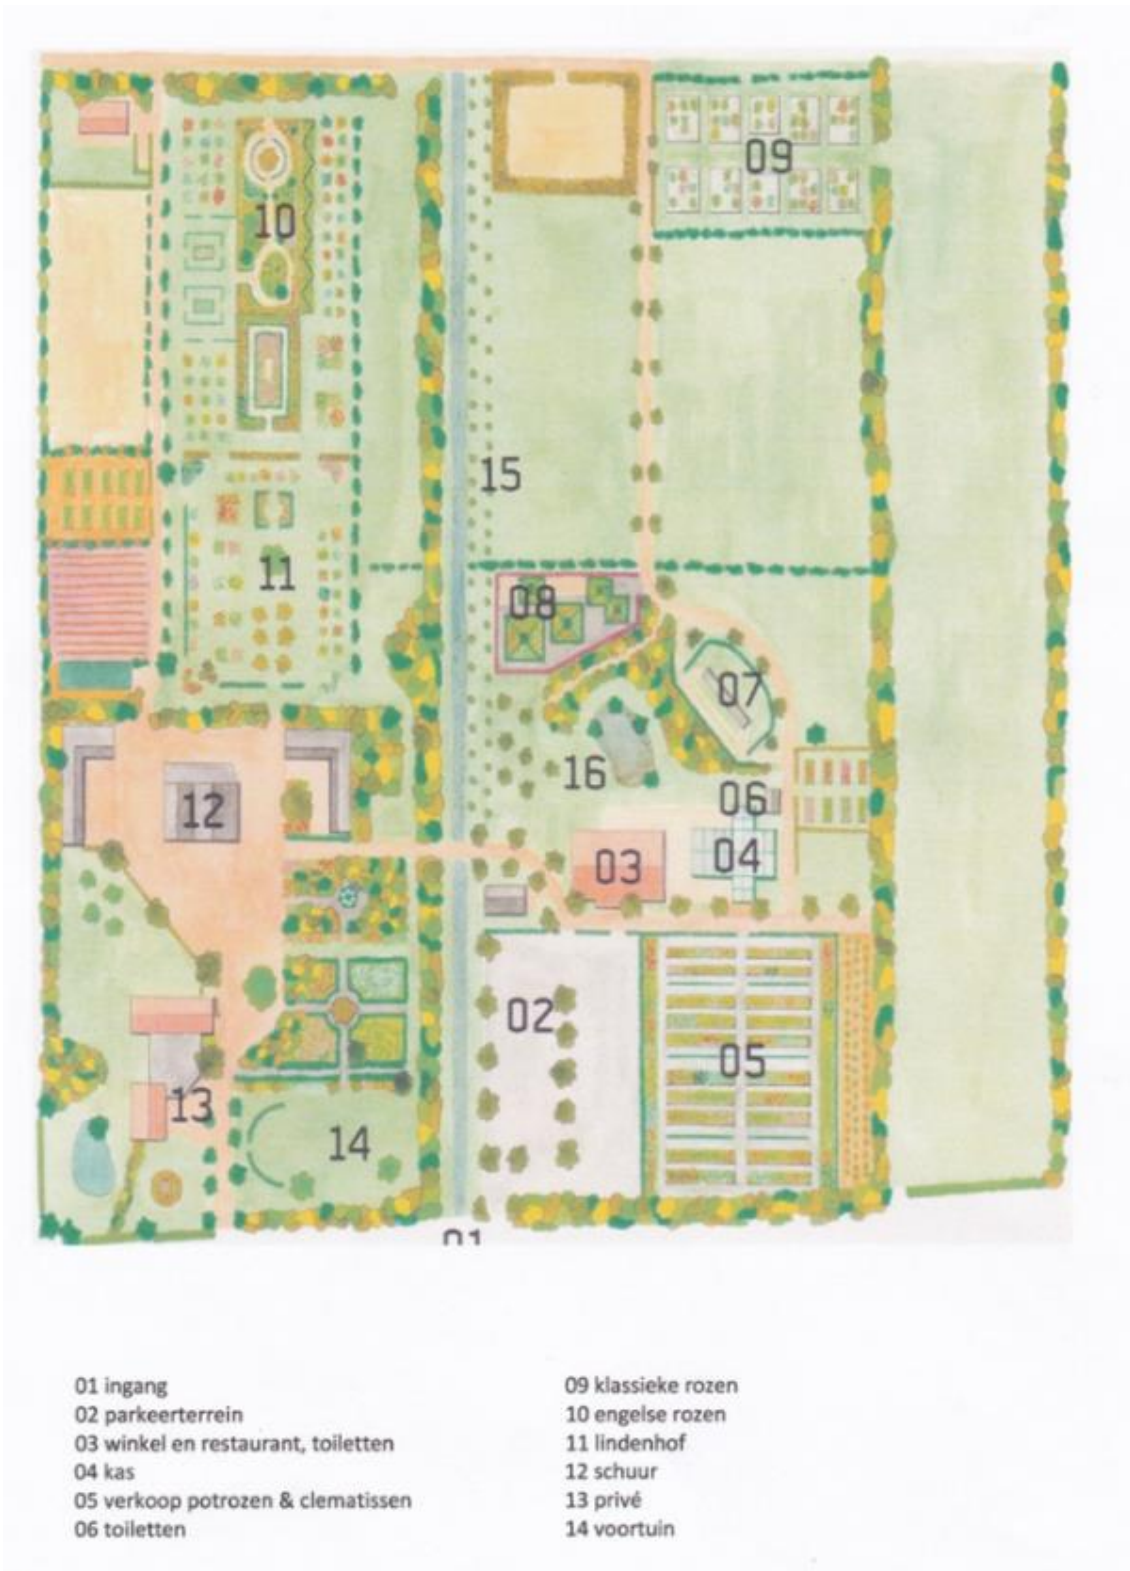 09
10
15
11
08
07
16
06
12
04
03
02
05
13
14
01
01 ingang
02 parkeerterrein
03 winkel en restaurant, toiletten
04 kas
05 verkoop potrozen & clematissen
06 toiletten
09 klassieke rozen
10 engelse rozen
11 lindenhof
12 schuur
13 privé
14 voortuin